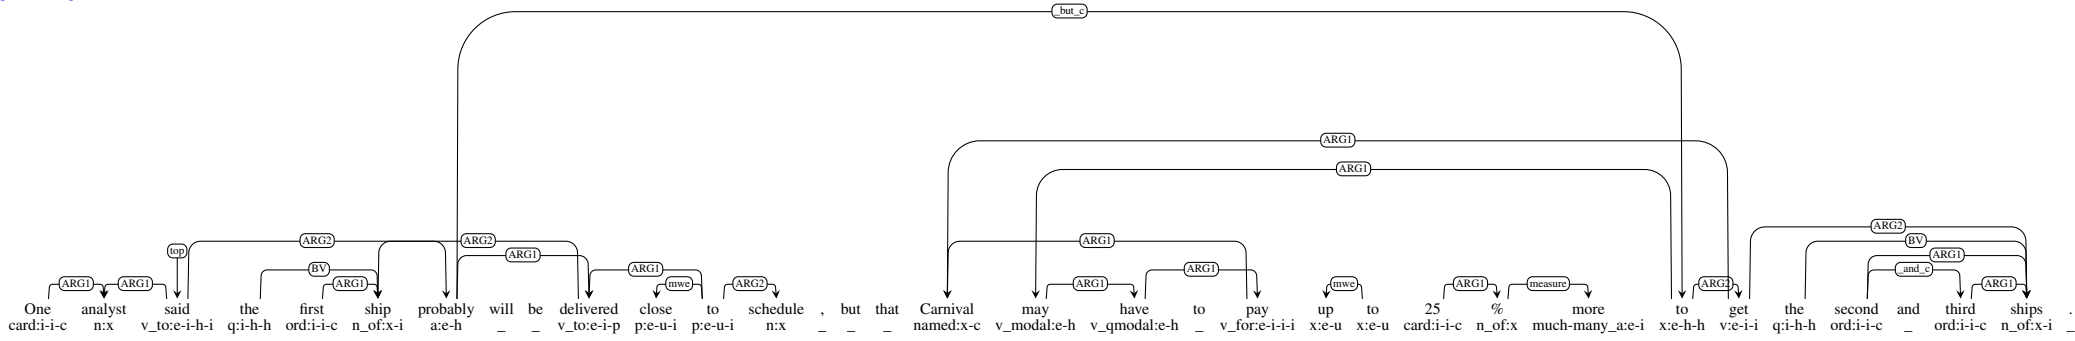 _but_c
ARG1
ARG1
ARG2
top ARG2 ARG2 ARG1 BV
ARG1 ARG1
BV ARG1 ARG1 _and_c
ARG1 ARG1 ARG1 mwe ARG2 ARG1 mwe ARG1 measure ARG2 ARG1
One analyst said the first ship probably will be delivered close to schedule , but that Carnival may have to pay up to 25 % more to get the second and third ships .
card:i-i-c n:x v_to:e-i-h-i q:i-h-h ord:i-i-c n_of:x-i a:e-h _ _ v_to:e-i-p p:e-u-i p:e-u-i n:x _ _ _ named:x-c v_modal:e-h v_qmodal:e-h _ v_for:e-i-i-i x:e-u x:e-u card:i-i-c n_of:x much-many_a:e-i x:e-h-h v:e-i-i q:i-h-h ord:i-i-c _ ord:i-i-c n_of:x-i _